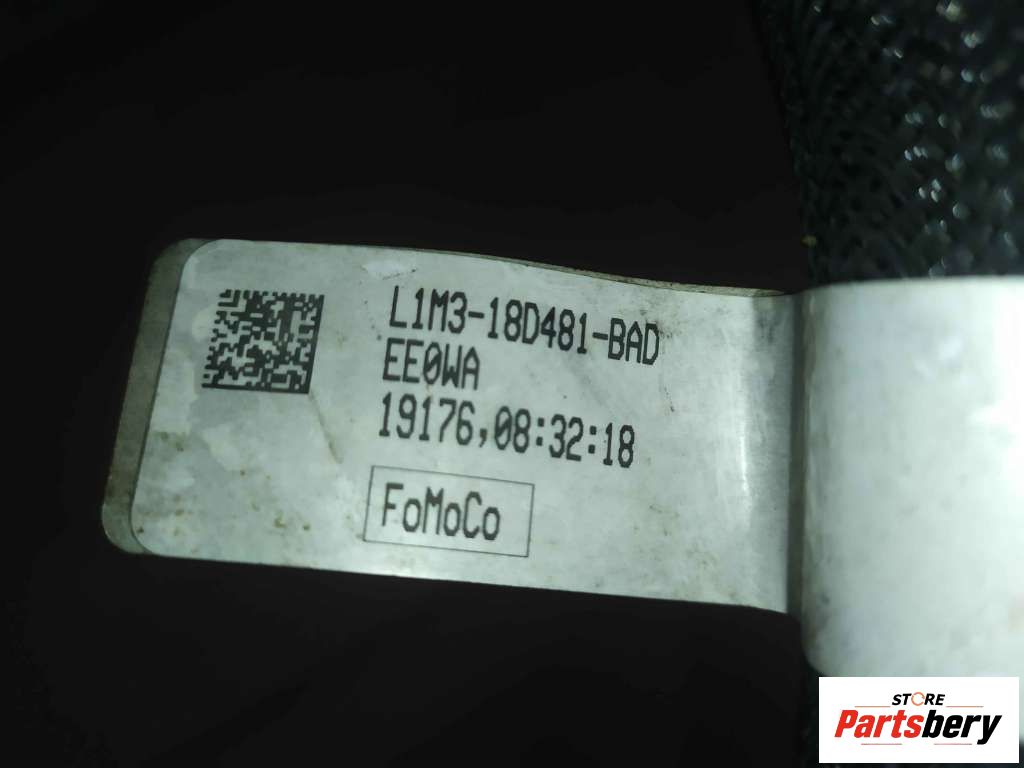 L1M3-18D481-BAD
EE0WA
19176,08:32:18
FoMoCo
STORE
Partsbery